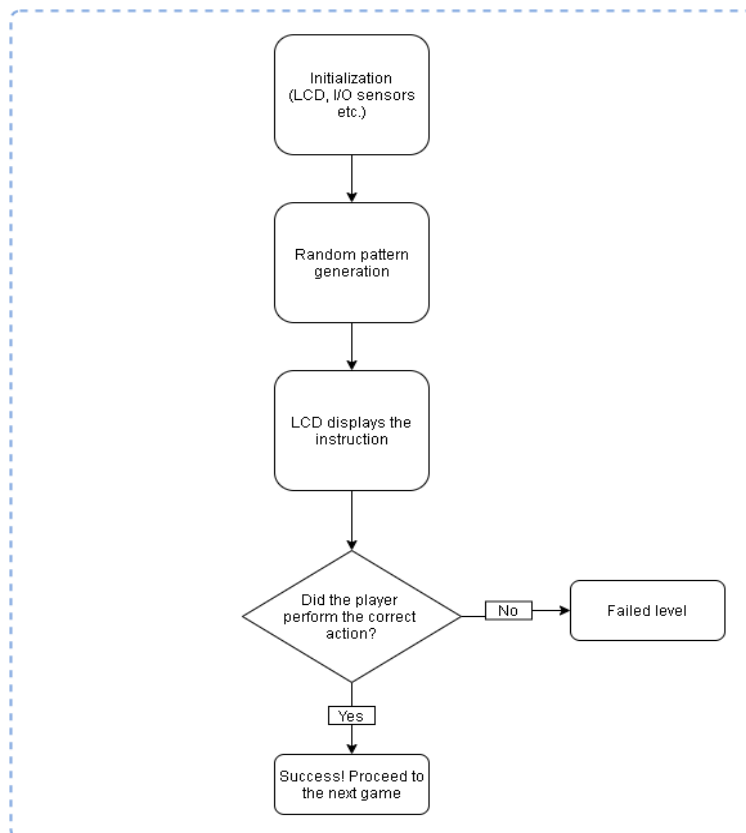 Initialization
(LCD, I/O sensors
etc.)
Random pattern
generation
LCD displays the
instruction
Did the player
perform the correct
action?
No
Failed level
Yes
Success! Proceed to
the next game